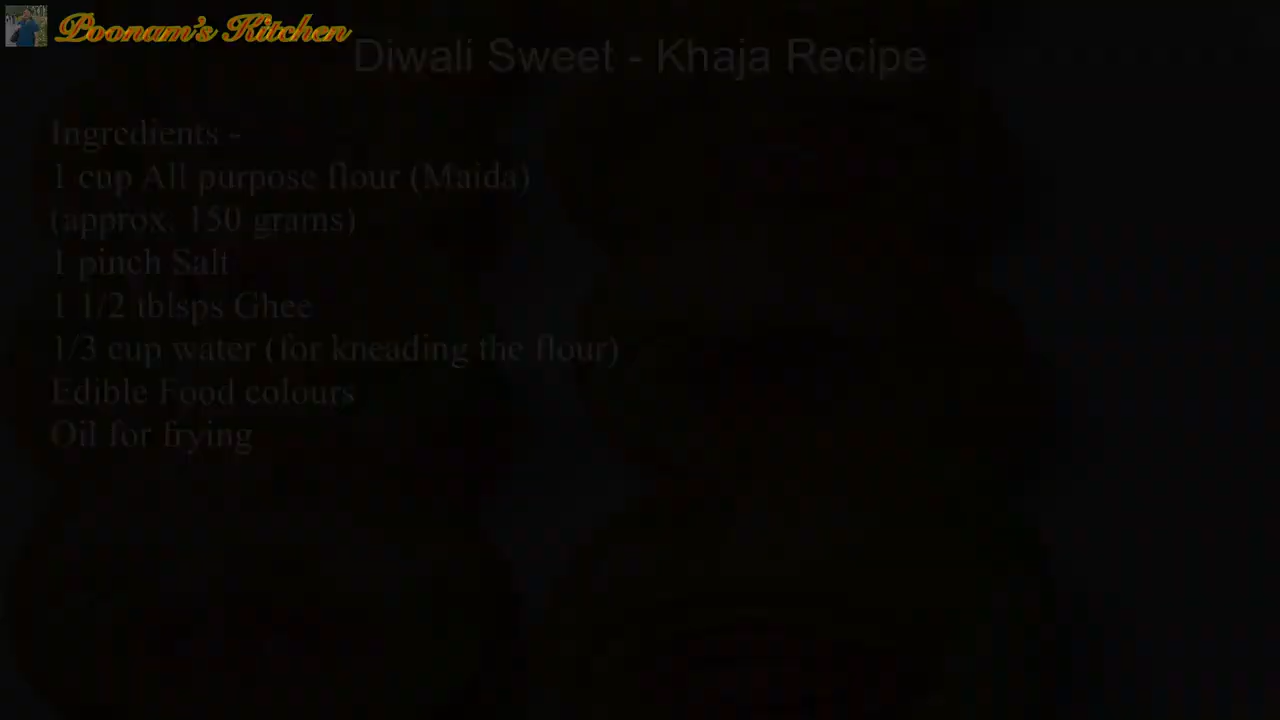 Poonam's Kitchen
Diwali Sweet - Khaja Recipe
Ingredients -
1 cup All purpose flour (Maida)
(approx. 150 grams)
1 pinch Salt
1 1/2 tblsps Ghee
1/3 cup water (for kneading the flour)
Edible Food colours
Oil for frying